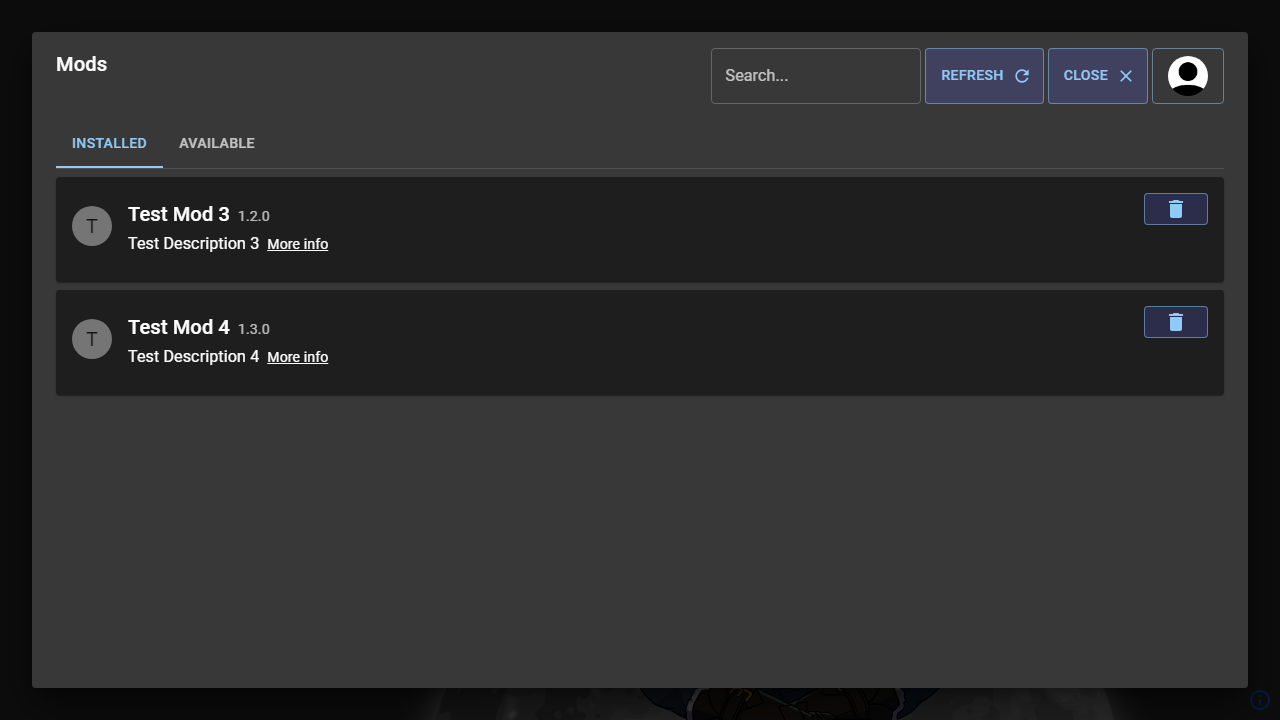 Mods
Search...
REFRESH
CLOSE
INSTALLED
AVAILABLE
T
Test Mod 3 1.2.0
Test Description 3 More info
T
Test Mod 4 1.3.0
Test Description 4 More info